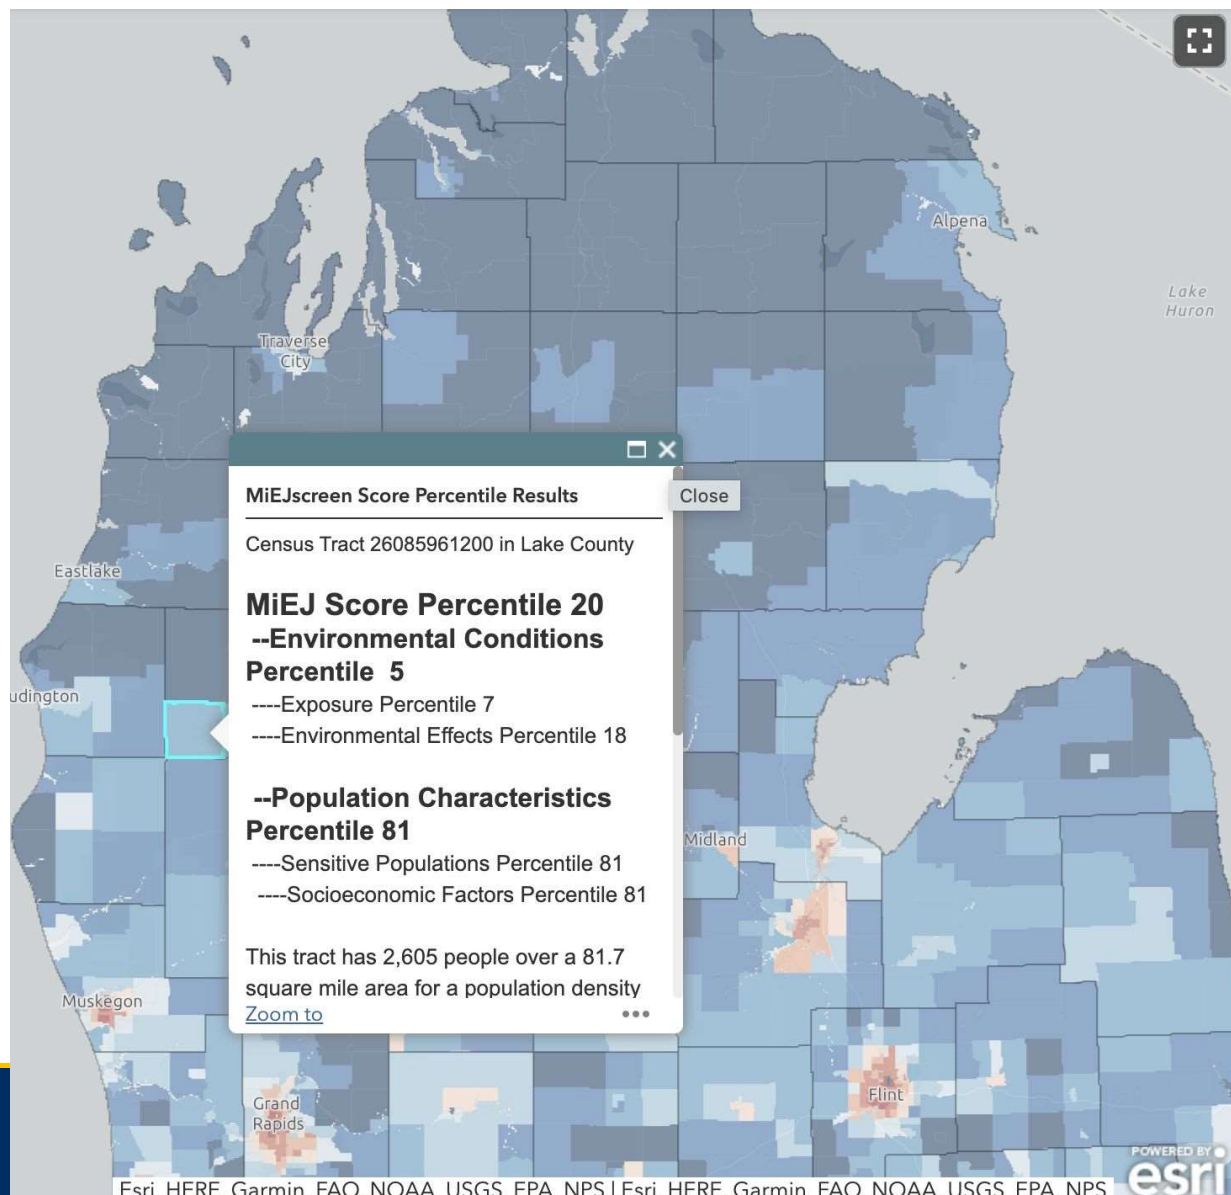 Alpena
Lake
Huron
Traverse
City
MiEJscreen Score Percentile Results
Close
Census Tract 26085961200 in Lake County
Eastlake
MiEJ Score Percentile 20
--Environmental Conditions
Percentile 5
----Exposure Percentile 7
udington
----Environmental Effects Percentile 18
--Population Characteristics
Percentile 81
Midland
----Sensitive Populations Percentile 81
----Socioeconomic Factors Percentile 81
This tract has 2,605 people over a 81.7
square mile area for a population density
Muskegon
Zoom to
•••
Flint
Grand
Rapids
POWERED BY
esri
Esri, HERE, Garmin, FAO, NOAA, USGS, EPA, NPS | Esri, HERE, Garmin, FAO, NOAA, USGS, EPA, NPS